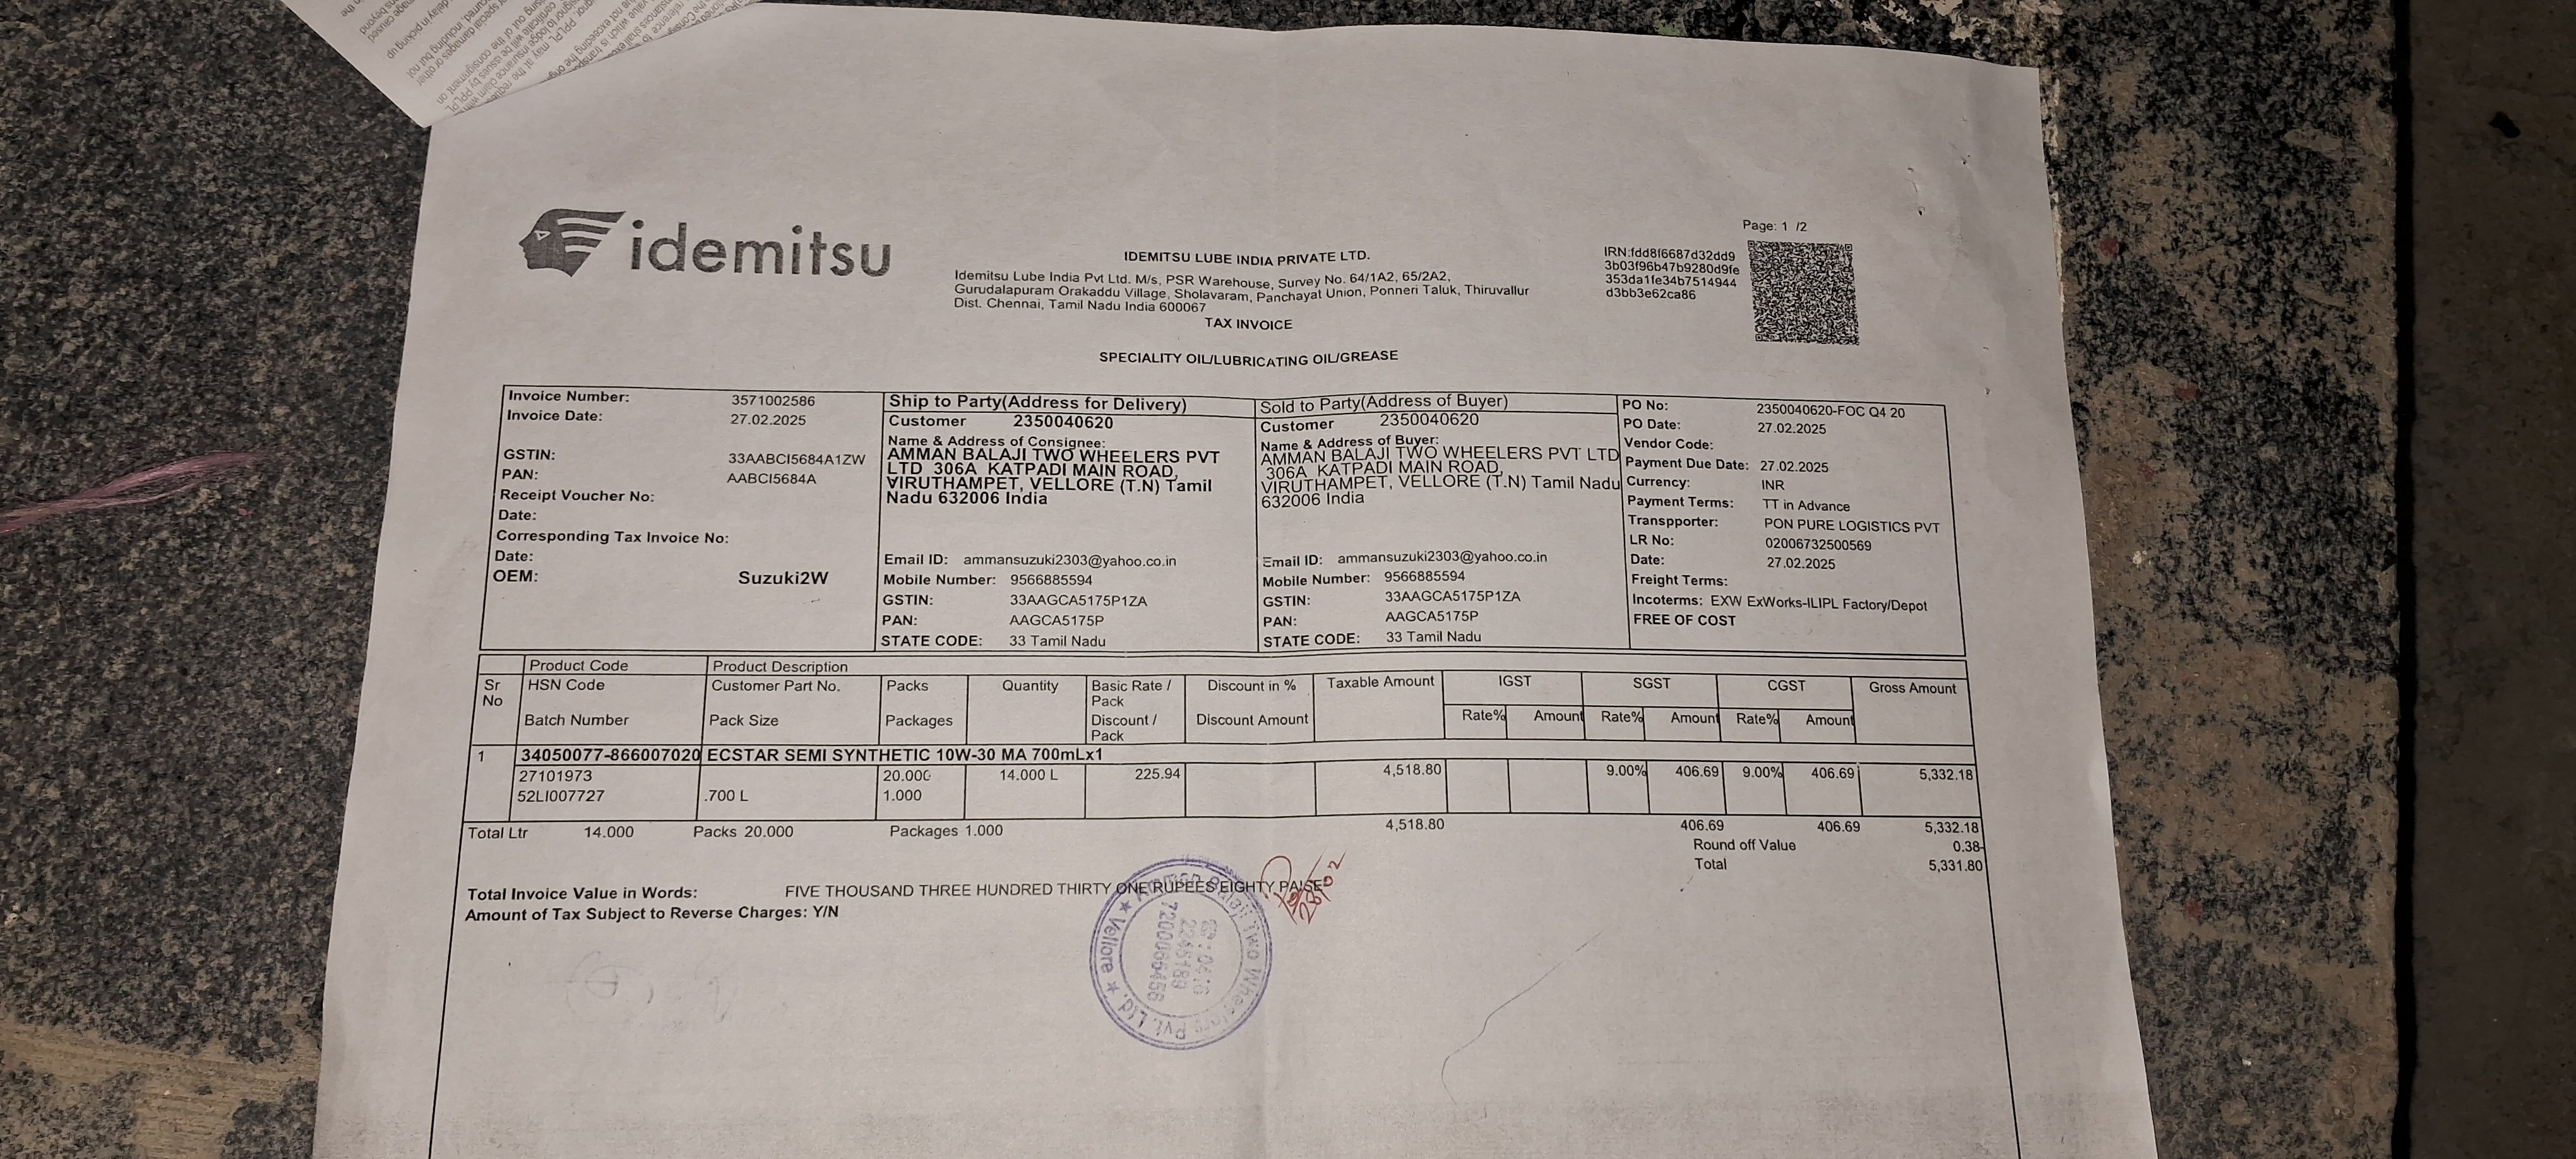 idemitsu
Page: 1 /2
IDEMITSU LUBE INDIA PRIVATE LTD.
Idemitsu Lube India Pvt Ltd. M/s, PSR Warehouse, Survey No. 64/1A2, 65/2A2,
Gurudalapuram Orakaddu Village, Sholavaram, Panchayat Union, Ponneri Taluk, Thiruvallur
Dist. Chennai, Tamil Nadu India 600067
IRN:fdd8f6687d32dd9
3b03f96b47b9280d9fe
353da1fe34b7514944
d3bb3e62ca86
TAX INVOICE
SPECIALITY OIL/LUBRICATING OIL/GREASE
Invoice Number: 3571002586
Invoice Date: 27.02.2025
GSTIN: 33AABCI5684A1ZW
PAN: AABCI5684A
Receipt Voucher No:
Date:
Corresponding Tax Invoice No:
Date:
OEM: Suzuki2W
Ship to Party(Address for Delivery)
Customer 2350040620
Name & Address of Consignee:
AMMAN BALAJI TWO WHEELERS PVT
LTD 306A KATPADI MAIN ROAD,
VIRUTHAMPET, VELLORE (T.N) Tamil
Nadu 632006 India
Email ID: ammansuzuki2303@yahoo.co.in
Mobile Number: 9566885594
GSTIN: 33AAGCA5175P1ZA
PAN: AAGCA5175P
STATE CODE: 33 Tamil Nadu
Sold to Party(Address of Buyer)
Customer 2350040620
Name & Address of Buyer:
AMMAN BALAJI TWO WHEELERS PVT LTD
306A KATPADI MAIN ROAD,
VIRUTHAMPET, VELLORE (T.N) Tamil Nadu
632006 India
Email ID: ammansuzuki2303@yahoo.co.in
Mobile Number: 9566885594
GSTIN: 33AAGCA5175P1ZA
PAN: AAGCA5175P
STATE CODE: 33 Tamil Nadu
PO No: 2350040620-FOC Q4 20
PO Date: 27.02.2025
Vendor Code:
Payment Due Date: 27.02.2025
Currency: INR
Payment Terms: TT in Advance
Transpporter: PON PURE LOGISTICS PVT
LR No: 02006732500569
Date: 27.02.2025
Freight Terms:
Incoterms: EXW ExWorks-ILIPL Factory/Depot
FREE OF COST
Product Code Product Description
Sr No HSN Code Customer Part No. Packs Quantity Basic Rate / Pack Discount in % Taxable Amount IGST SGST CGST Gross Amount
Batch Number Pack Size Packages Discount / Pack Discount Amount Rate% Amount Rate% Amount Rate% Amount
1 34050077-866007020 ECSTAR SEMI SYNTHETIC 10W-30 MA 700mLx1
27101973 20.000 14.000 L 225.94 4,518.80 9.00% 406.69 9.00% 406.69 5,332.18
52LI007727 .700 L 1.000
Total Ltr 14.000 Packs 20.000 Packages 1.000 4,518.80 406.69 406.69 5,332.18
Round off Value 0.38-
Total 5,331.80
Total Invoice Value in Words: FIVE THOUSAND THREE HUNDRED THIRTY ONE RUPEES EIGHTY PAISE
Amount of Tax Subject to Reverse Charges: Y/N
Amman Balaji Two Wheelers Pvt. Ltd. ★ Vellore ★
28/02